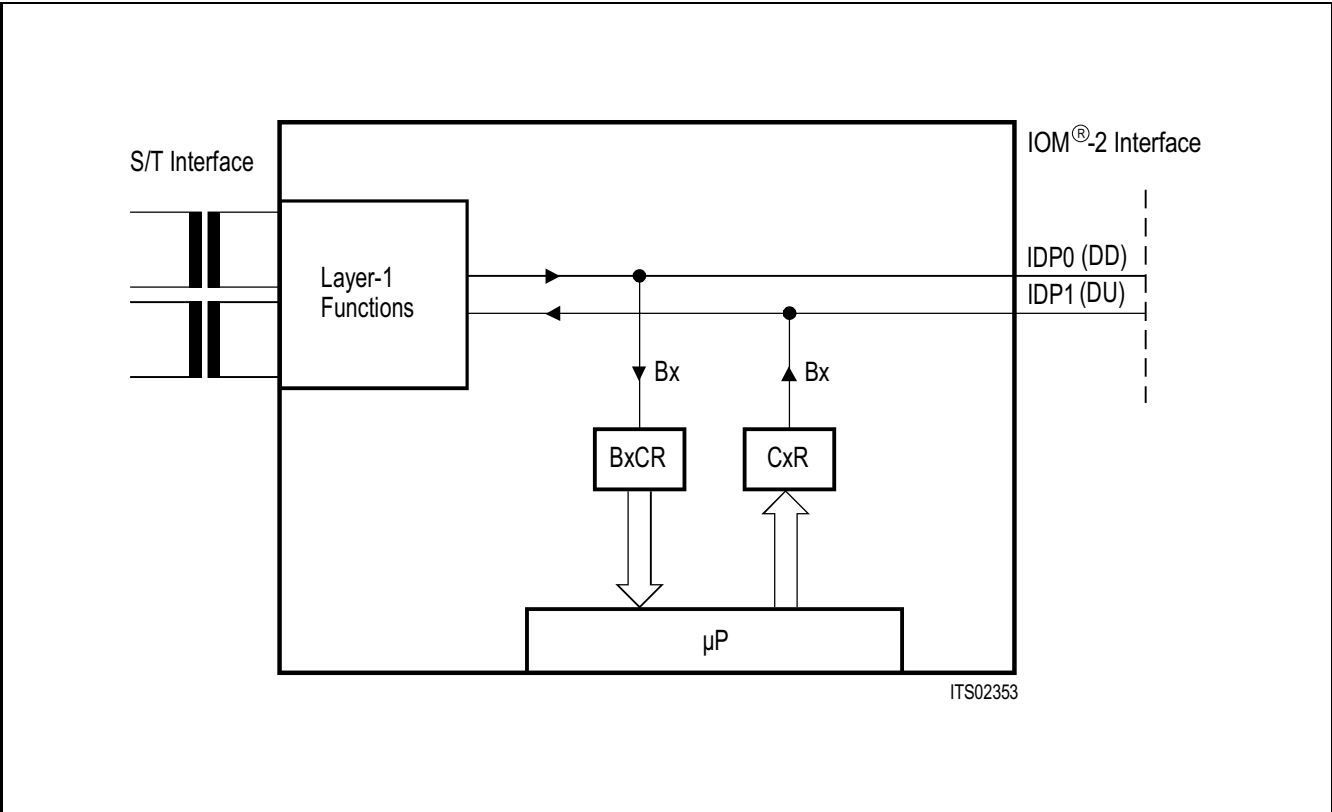 S/T Interface
IOM®-2 Interface
Layer-1
Functions
IDP0 (DD)
IDP1 (DU)
Bx
Bx
BxCR
CxR
µP
ITS02353